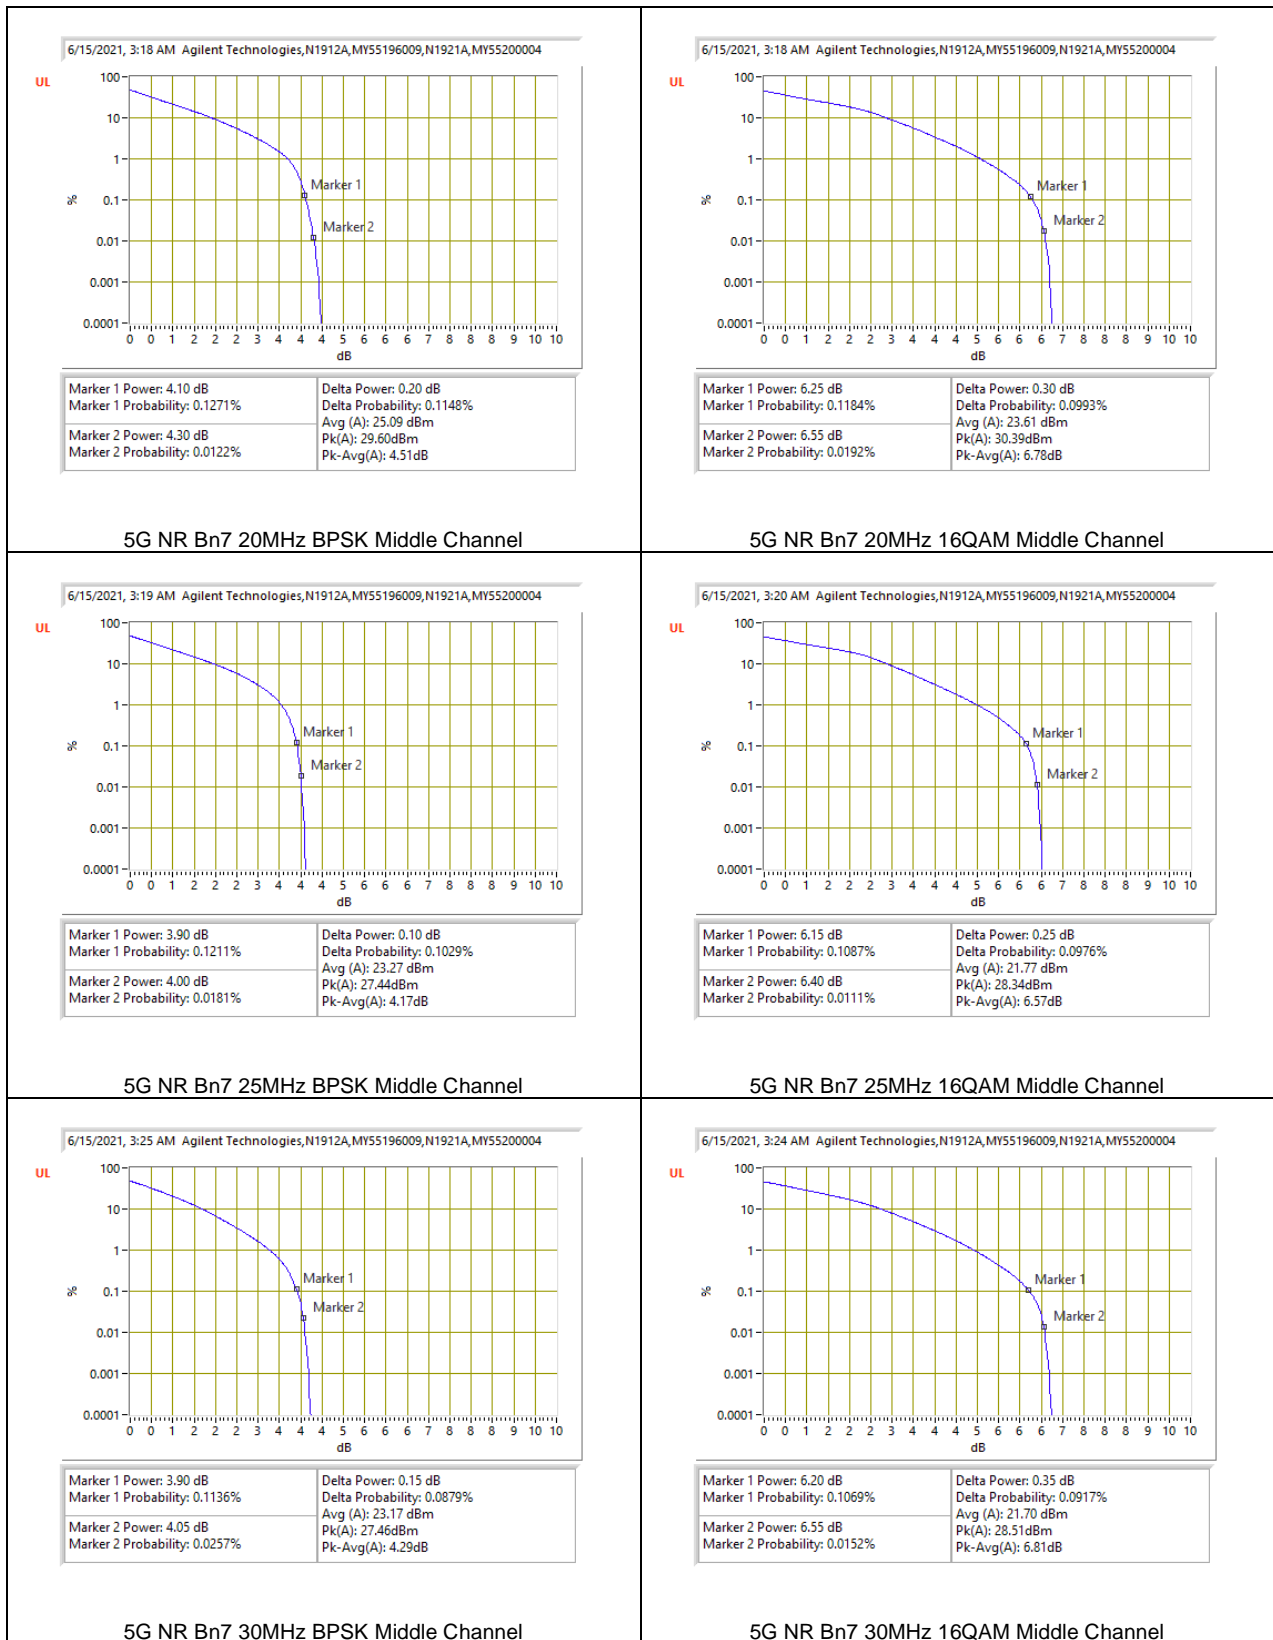 6/15/2021, 3:18 AM  Agilent Technologies,N1912A,MY55196009,N1921A,MY55200004
UL
100
10
1
0.1
0.01
0.001
0.0001
%
Marker 1
Marker 2
0 0 1 2 2 3 4 4 4 4 5 6 6 6 7 8 8 9 10 10
dB
Marker 1 Power: 4.10 dB
Marker 1 Probability: 0.1271%
Marker 2 Power: 4.30 dB
Marker 2 Probability: 0.0122%
Delta Power: 0.20 dB
Delta Probability: 0.1148%
Avg (A): 25.09 dBm
Pk(A): 29.60dBm
Pk-Avg(A): 4.51dB
5G NR Bn7 20MHz BPSK Middle Channel
6/15/2021, 3:18 AM  Agilent Technologies,N1912A,MY55196009,N1921A,MY55200004
UL
100
10
1
0.1
0.01
0.001
0.0001
%
Marker 1
Marker 2
0 0 1 2 2 2 3 4 4 4 5 6 6 6 7 8 8 8 9 10 10
dB
Marker 1 Power: 6.25 dB
Marker 1 Probability: 0.1184%
Marker 2 Power: 6.55 dB
Marker 2 Probability: 0.0192%
Delta Power: 0.30 dB
Delta Probability: 0.0993%
Avg (A): 23.61 dBm
Pk(A): 30.39dBm
Pk-Avg(A): 6.78dB
5G NR Bn7 20MHz 16QAM Middle Channel
6/15/2021, 3:19 AM  Agilent Technologies,N1912A,MY55196009,N1921A,MY55200004
UL
100
10
1
0.1
0.01
0.001
0.0001
%
Marker 1
Marker 2
0 0 1 2 2 2 3 4 4 4 5 6 6 6 7 8 8 8 9 10 10
dB
Marker 1 Power: 3.90 dB
Marker 1 Probability: 0.1211%
Marker 2 Power: 4.00 dB
Marker 2 Probability: 0.0181%
Delta Power: 0.10 dB
Delta Probability: 0.1029%
Avg (A): 23.27 dBm
Pk(A): 27.44dBm
Pk-Avg(A): 4.17dB
5G NR Bn7 25MHz BPSK Middle Channel
6/15/2021, 3:20 AM  Agilent Technologies,N1912A,MY55196009,N1921A,MY55200004
UL
100
10
1
0.1
0.01
0.001
0.0001
%
Marker 1
Marker 2
0 0 1 2 2 2 3 4 4 4 5 6 6 6 7 8 8 8 9 10 10
dB
Marker 1 Power: 6.15 dB
Marker 1 Probability: 0.1087%
Marker 2 Power: 6.40 dB
Marker 2 Probability: 0.0111%
Delta Power: 0.25 dB
Delta Probability: 0.0976%
Avg (A): 21.77 dBm
Pk(A): 28.34dBm
Pk-Avg(A): 6.57dB
5G NR Bn7 25MHz 16QAM Middle Channel
6/15/2021, 3:25 AM  Agilent Technologies,N1912A,MY55196009,N1921A,MY55200004
UL
100
10
1
0.1
0.01
0.001
0.0001
%
Marker 1
Marker 2
0 0 1 2 2 2 3 4 4 4 5 6 6 6 7 8 8 8 9 10 10
dB
Marker 1 Power: 3.90 dB
Marker 1 Probability: 0.1136%
Marker 2 Power: 4.05 dB
Marker 2 Probability: 0.0257%
Delta Power: 0.15 dB
Delta Probability: 0.0879%
Avg (A): 23.17 dBm
Pk(A): 27.46dBm
Pk-Avg(A): 4.29dB
5G NR Bn7 30MHz BPSK Middle Channel
6/15/2021, 3:24 AM  Agilent Technologies,N1912A,MY55196009,N1921A,MY55200004
UL
100
10
1
0.1
0.01
0.001
0.0001
%
Marker 1
Marker 2
0 0 1 2 2 2 3 4 4 4 5 6 6 6 7 8 8 8 9 10 10
dB
Marker 1 Power: 6.20 dB
Marker 1 Probability: 0.1069%
Marker 2 Power: 6.55 dB
Marker 2 Probability: 0.0152%
Delta Power: 0.35 dB
Delta Probability: 0.0917%
Avg (A): 21.70 dBm
Pk(A): 28.51dBm
Pk-Avg(A): 6.81dB
5G NR Bn7 30MHz 16QAM Middle Channel